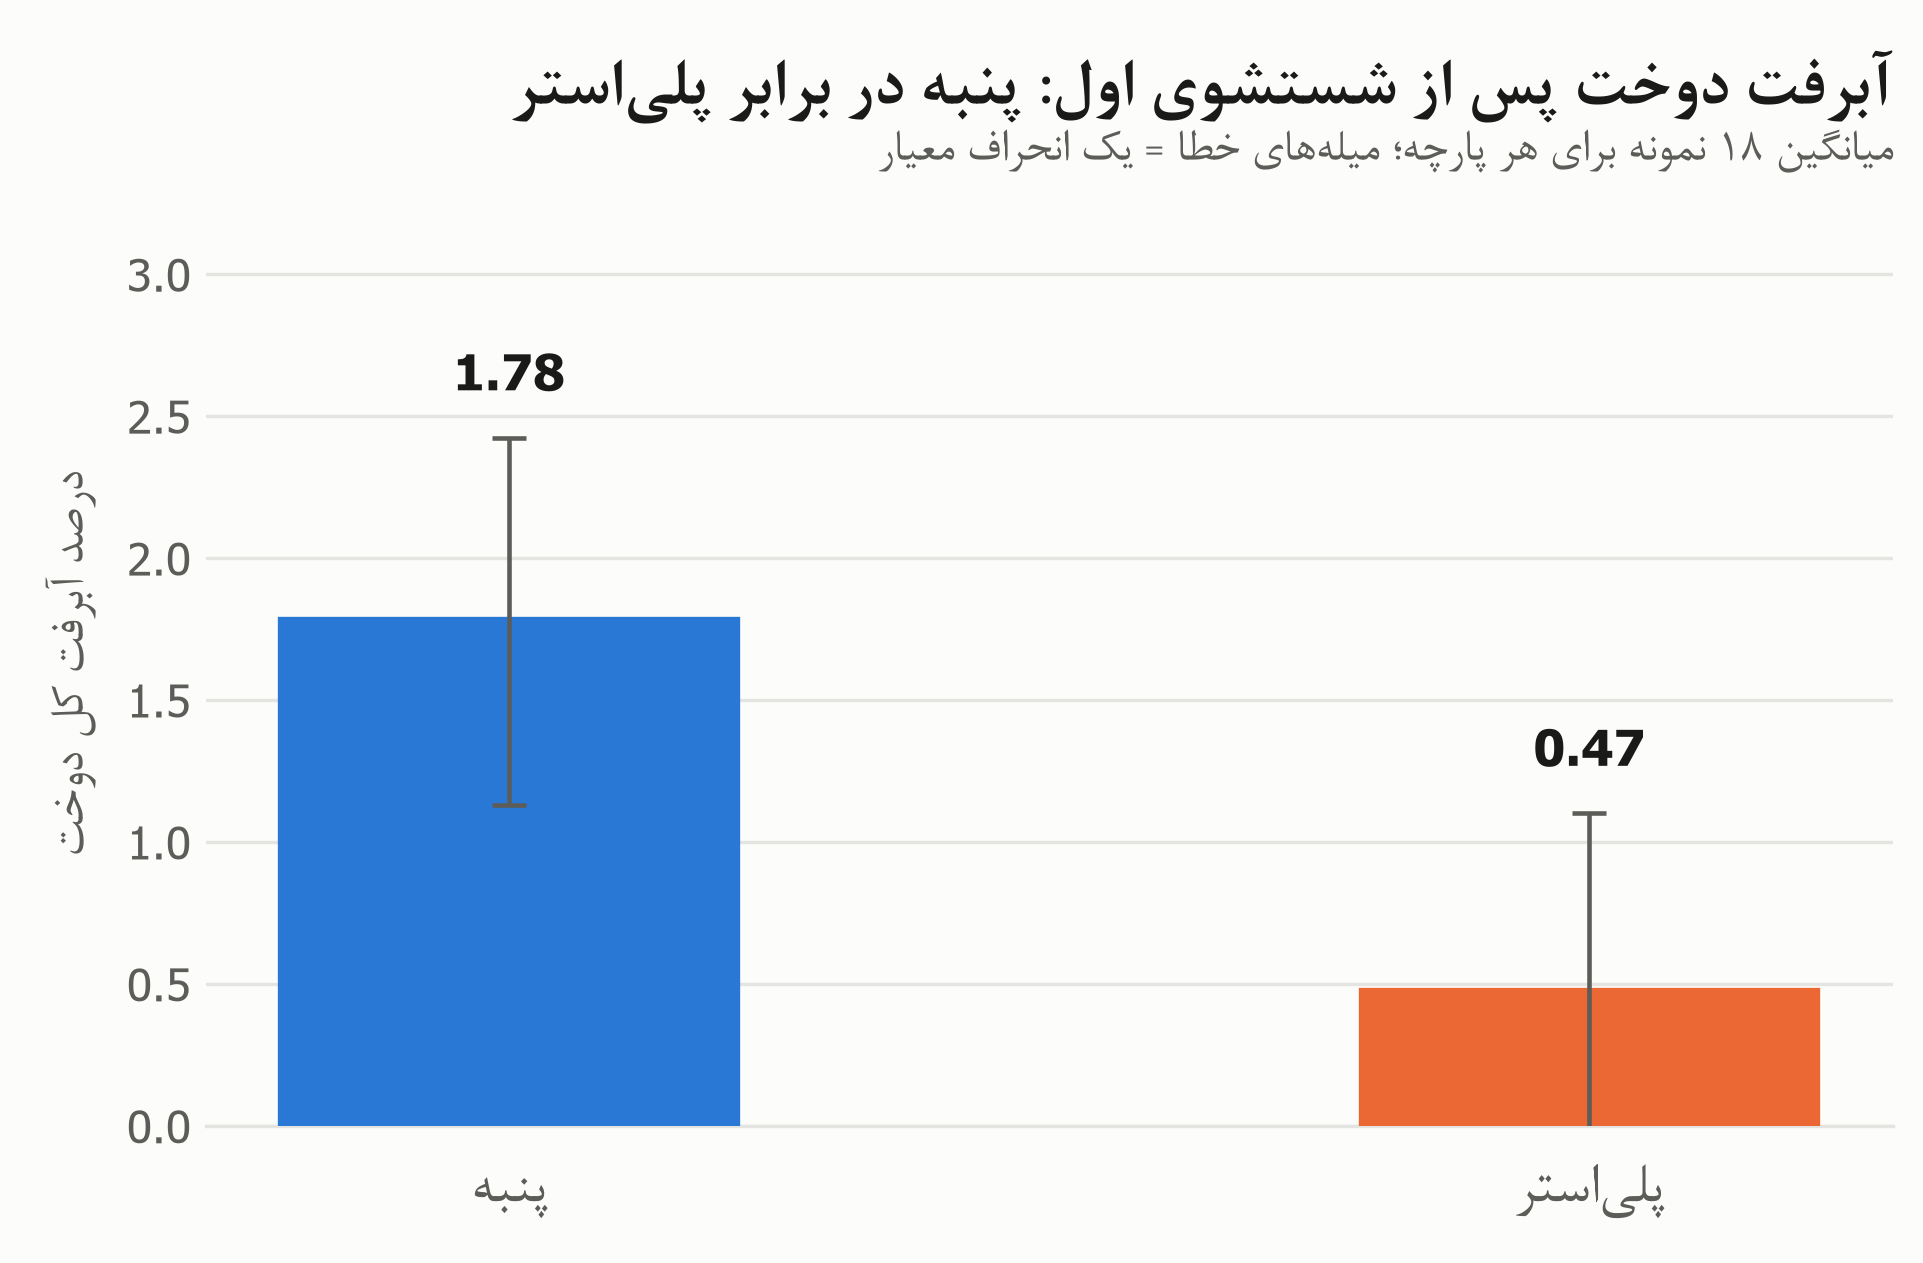 آبرفت دوخت پس از شستشوی اول: پنبه در برابر پلی‌استر
میانگین ۱۸ نمونه برای هر پارچه؛ میله‌های خطا = یک انحراف معیار
3.0
2.5
2.0
1.5
1.0
0.5
0.0
درصد آبرفت کل دوخت
1.78
0.47
پنبه
پلی‌استر